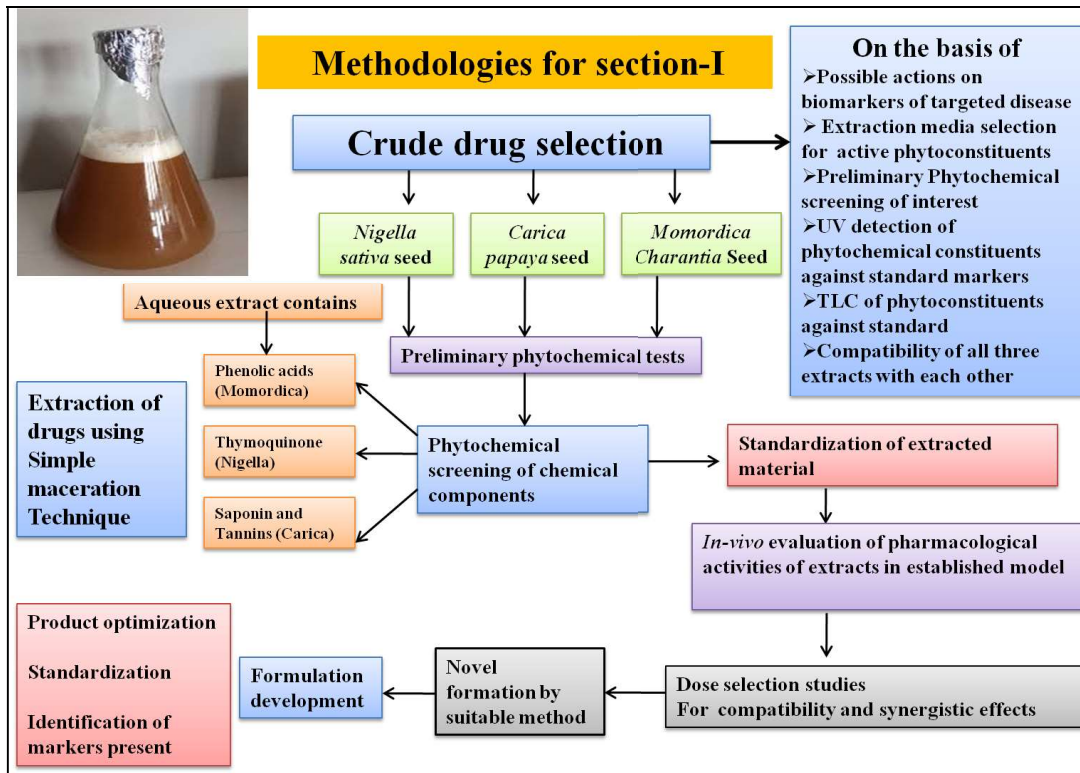 Methodologies for section-I
Crude drug selection
On the basis of
➢Possible actions on
biomarkers of targeted disease
➢ Extraction media selection
for active phytoconstituents
➢Preliminary Phytochemical
screening of interest
➢UV detection of
phytochemical constituents
against standard markers
➢TLC of phytoconstituents
against standard
➢Compatibility of all three
extracts with each other
Nigella
sativa seed
Carica
papaya seed
Momordica
Charantia Seed
Aqueous extract contains
Preliminary phytochemical tests
Phenolic acids
(Momordica)
Thymoquinone
(Nigella)
Saponin and
Tannins (Carica)
Extraction of
drugs using
Simple
maceration
Technique
Phytochemical
screening of chemical
components
Standardization of extracted
material
In-vivo evaluation of pharmacological
activities of extracts in established model
Dose selection studies
For compatibility and synergistic effects
Novel
formation by
suitable method
Formulation
development
Product optimization
Standardization
Identification of
markers present